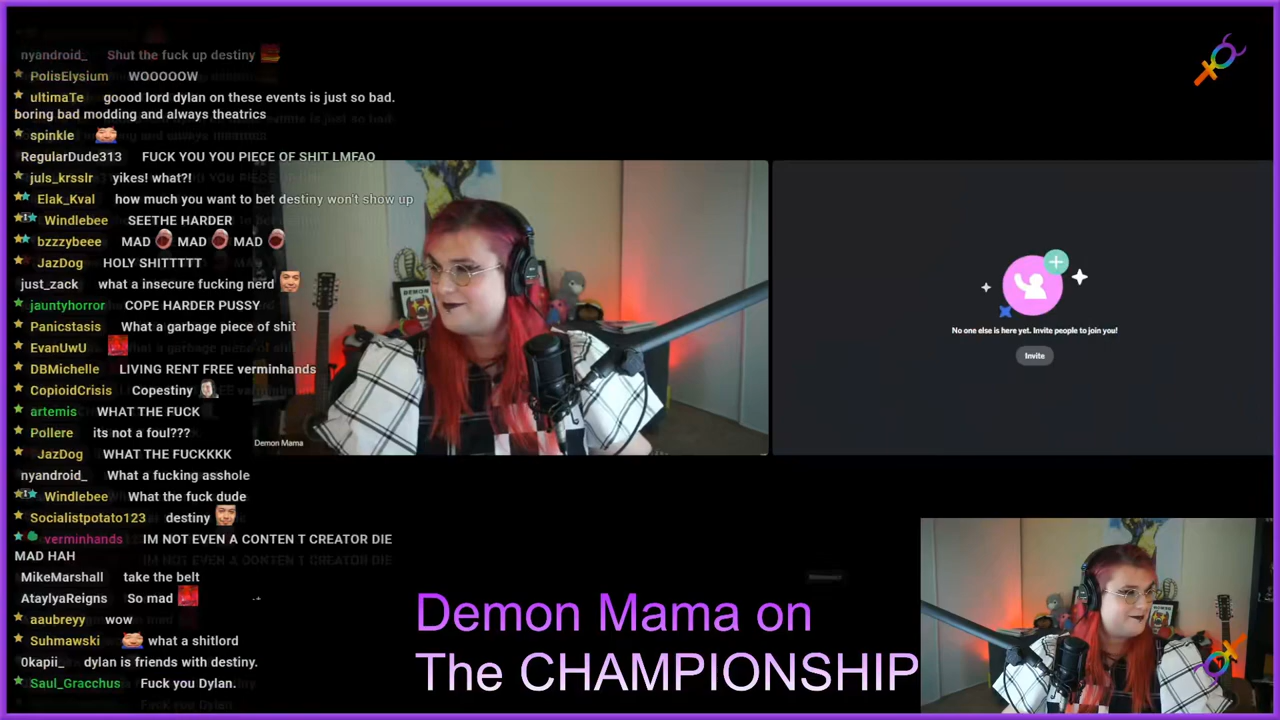 nyandroid_ Shut the fuck up destiny
PolisElysium WOOOOOW
ultimaTe goood lord dylan on these events is just so bad.
boring bad modding and always theatrics
spinkle
RegularDude313 FUCK YOU YOU PIECE OF SHIT LMFAO
juls_krsslr yikes! what?!
Elak_Kval how much you want to bet destiny won't show up
Windlebee SEETHE HARDER
bzzzybeee MAD MAD MAD
JazDog HOLY SHITTTTT
just_zack what a insecure fucking nerd
jauntyhorror COPE HARDER PUSSY
Panicstasis What a garbage piece of shit
EvanUwU
DBMichelle LIVING RENT FREE verminhands
CopioidCrisis Copestiny
artemis WHAT THE FUCK
Pollere its not a foul???
JazDog WHAT THE FUCKKKK
nyandroid_ What a fucking asshole
Windlebee What the fuck dude
Socialistpotato123 destiny
verminhands IM NOT EVEN A CONTEN T CREATOR DIE
MAD HAH
MikeMarshall take the belt
AtaylyaReigns So mad
aaubreyy wow
Suhmawski what a shitlord
0kapii_ dylan is friends with destiny.
Saul_Gracchus Fuck you Dylan.
DEMON
Demon Mama
No one else is here yet. Invite people to join you!
Invite
Demon Mama on
The CHAMPIONSHIP